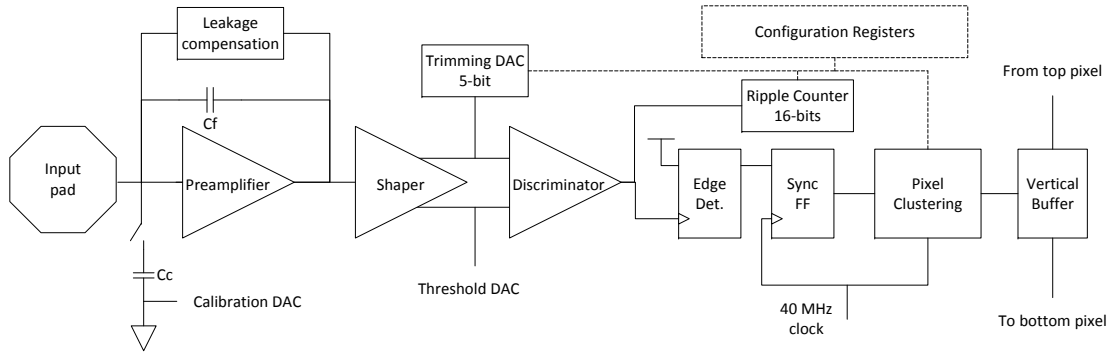 Leakage
compensation
Configuration Registers
Trimming DAC
5-bit
From top pixel
Ripple Counter
16-bits
Cf
Input
pad
Preamplifier
Shaper
Discriminator
Edge
Det.
Sync
FF
Pixel
Clustering
Vertical
Buffer
Cc
Calibration DAC
Threshold DAC
40 MHz
clock
To bottom pixel